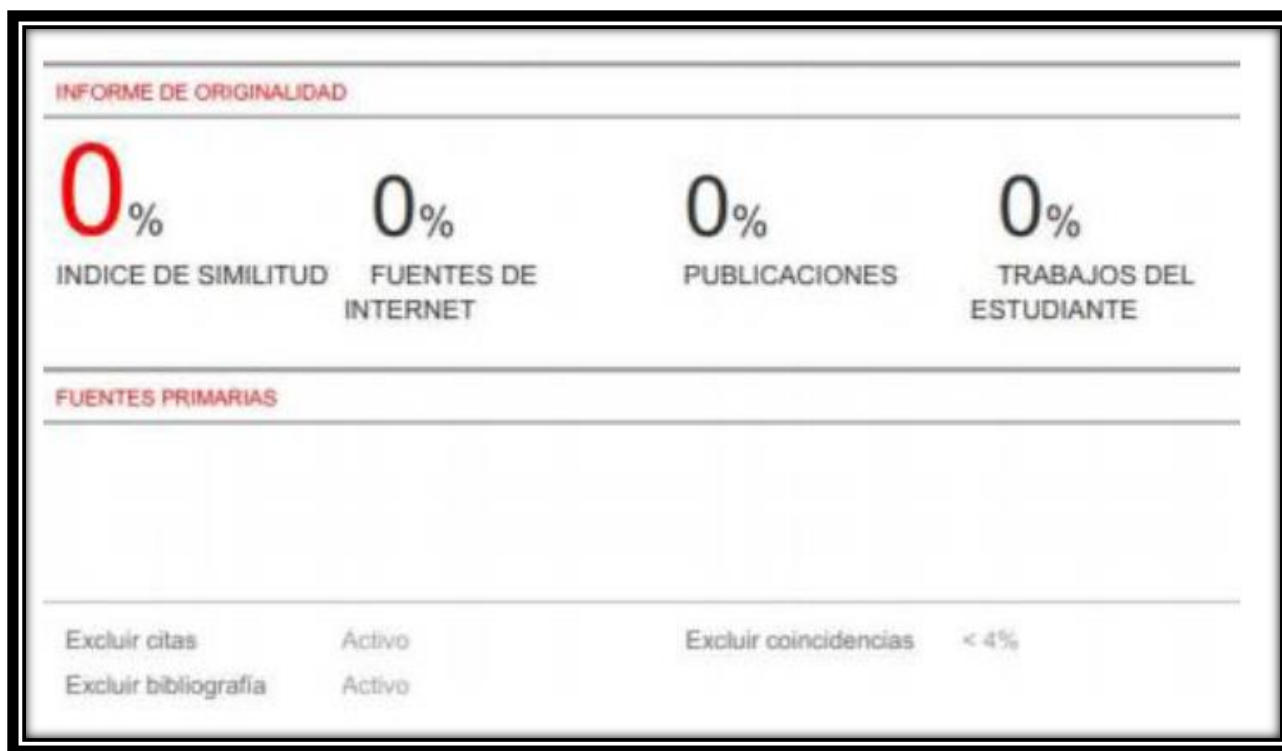 INFORME DE ORIGINALIDAD
0% 0% 0% 0%
INDICE DE SIMILITUD FUENTES DE INTERNET PUBLICACIONES TRABAJOS DEL ESTUDIANTE
FUENTES PRIMARIAS
Excluir citas Activo Excluir coincidencias < 4%
Excluir bibliografía Activo